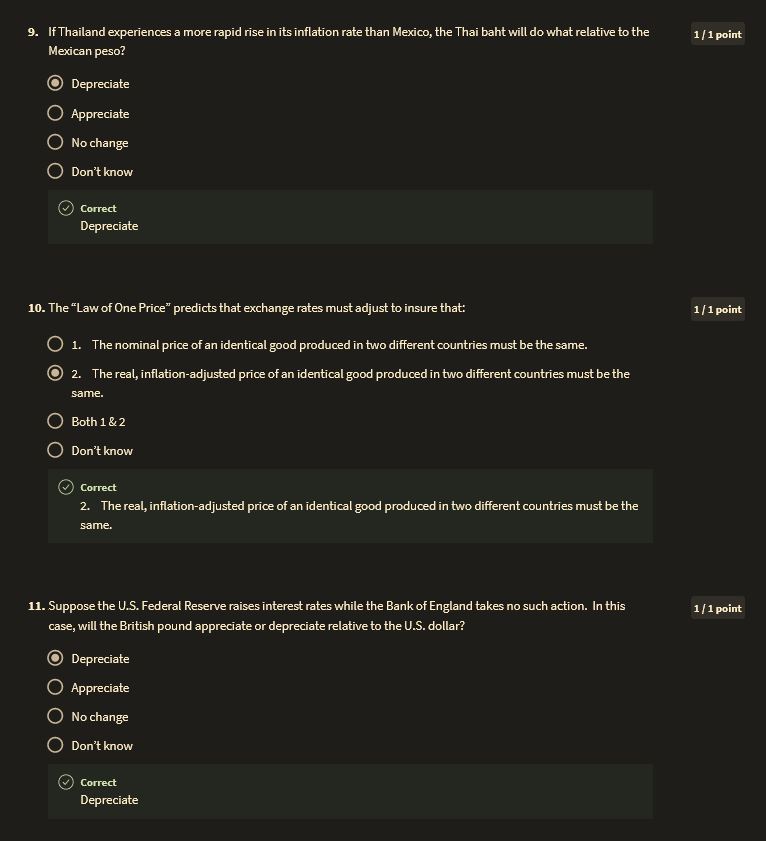 9. If Thailand experiences a more rapid rise in its inflation rate than Mexico, the Thai baht will do what relative to the
Mexican peso?
1 / 1 point
Depreciate
Appreciate
No change
Don't know
Correct
Depreciate
10. The “Law of One Price” predicts that exchange rates must adjust to insure that:
1 / 1 point
1. The nominal price of an identical good produced in two different countries must be the same.
2. The real, inflation-adjusted price of an identical good produced in two different countries must be the
same.
Both 1 & 2
Don't know
Correct
2. The real, inflation-adjusted price of an identical good produced in two different countries must be the
same.
11. Suppose the U.S. Federal Reserve raises interest rates while the Bank of England takes no such action. In this
case, will the British pound appreciate or depreciate relative to the U.S. dollar?
1 / 1 point
Depreciate
Appreciate
No change
Don't know
Correct
Depreciate